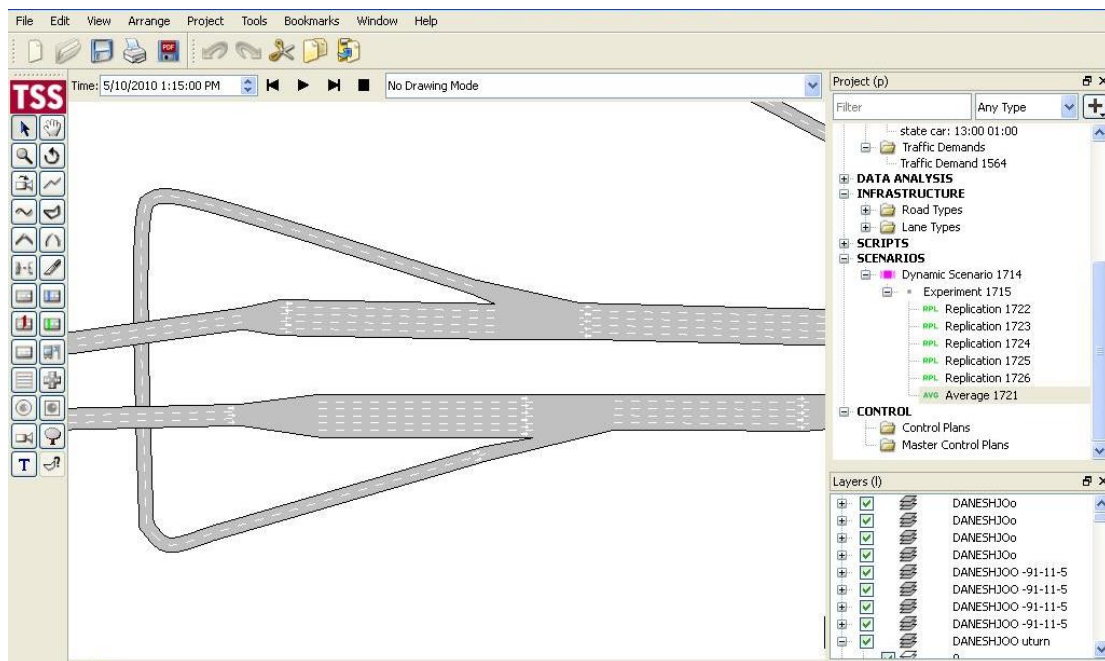 File Edit View Arrange Project Tools Bookmarks Window Help
PDF
TSS
Time: 5/10/2010 1:15:00 PM
No Drawing Mode
T
Project (p)
Filter
Any Type
state car: 13:00 01:00
Traffic Demands
Traffic Demand 1564
DATA ANALYSIS
INFRASTRUCTURE
Road Types
Lane Types
SCRIPTS
SCENARIOS
Dynamic Scenario 1714
Experiment 1715
RPL Replication 1722
RPL Replication 1723
RPL Replication 1724
RPL Replication 1725
RPL Replication 1726
AVG Average 1721
CONTROL
Control Plans
Master Control Plans
Layers (l)
DANESHJOo
DANESHJOo
DANESHJOo
DANESHJOo
DANESHJOO -91-11-5
DANESHJOO -91-11-5
DANESHJOO -91-11-5
DANESHJOO -91-11-5
DANESHJOO uturn